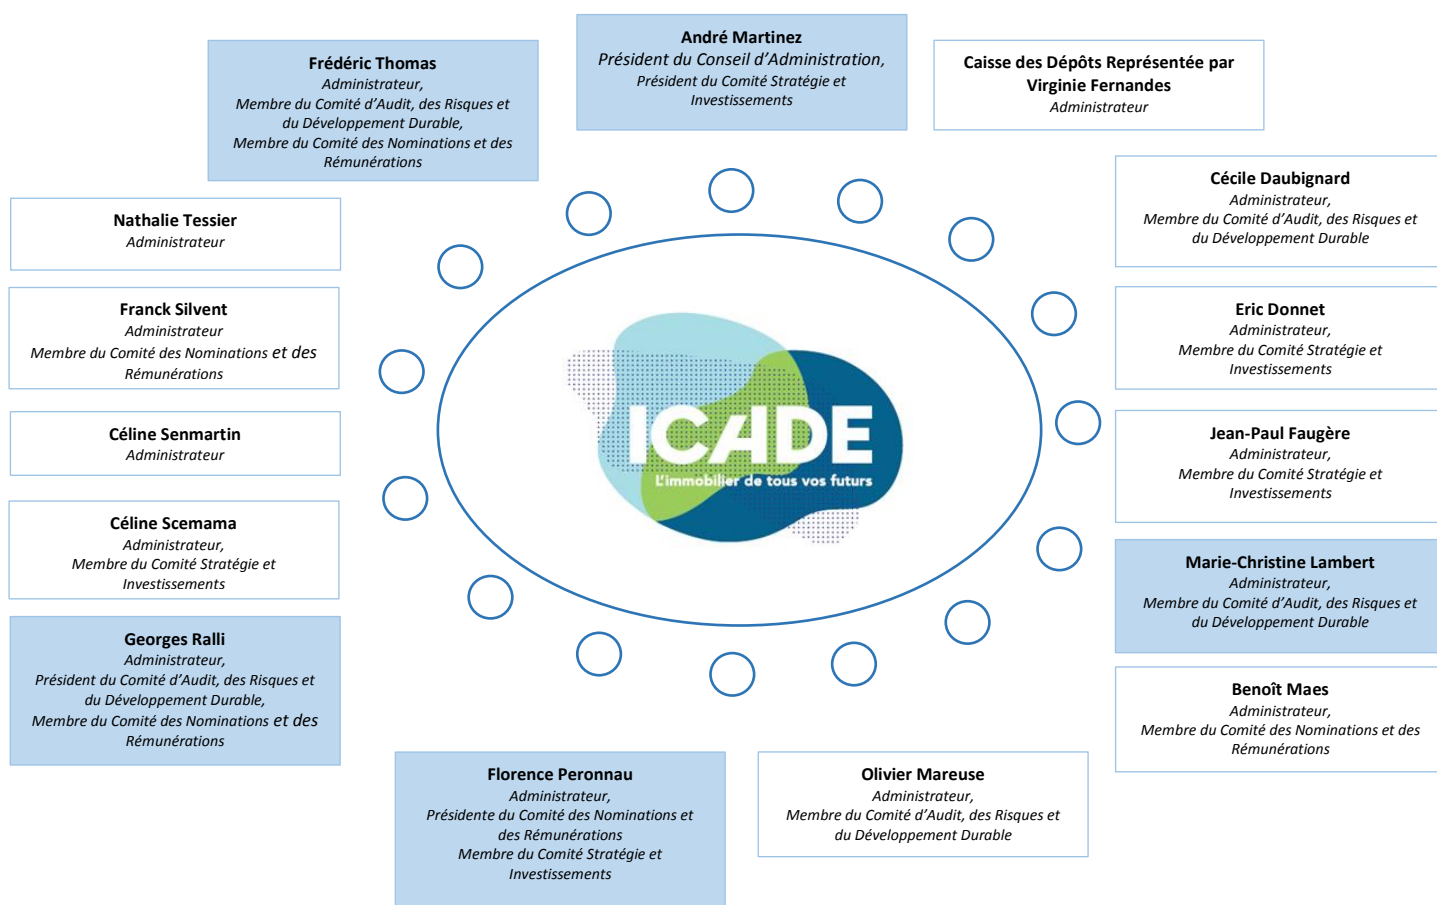 André Martinez
Président du Conseil d’Administration,
Président du Comité Stratégie et
Investissements
Caisse des Dépôts Représentée par
Virginie Fernandes
Administrateur
Cécile Daubignard
Administrateur,
Membre du Comité d’Audit, des Risques et
du Développement Durable
Eric Donnet
Administrateur,
Membre du Comité Stratégie et
Investissements
Jean-Paul Faugère
Administrateur,
Membre du Comité Stratégie et
Investissements
Marie-Christine Lambert
Administrateur,
Membre du Comité d’Audit, des Risques et
du Développement Durable
Benoît Maes
Administrateur,
Membre du Comité des Nominations et des
Rémunérations
Olivier Mareuse
Administrateur,
Membre du Comité d’Audit, des Risques et
du Développement Durable
Florence Peronnau
Administrateur,
Présidente du Comité des Nominations et
des Rémunérations
Membre du Comité Stratégie et
Investissements
Georges Ralli
Administrateur,
Président du Comité d’Audit, des Risques et
du Développement Durable,
Membre du Comité des Nominations et des
Rémunérations
Céline Scemama
Administrateur,
Membre du Comité Stratégie et
Investissements
Céline Senmartin
Administrateur
Franck Silvent
Administrateur
Membre du Comité des Nominations et des
Rémunérations
Nathalie Tessier
Administrateur
Frédéric Thomas
Administrateur,
Membre du Comité d’Audit, des Risques et
du Développement Durable,
Membre du Comité des Nominations et des
Rémunérations
ICADE
L'immobilier de tous vos futurs